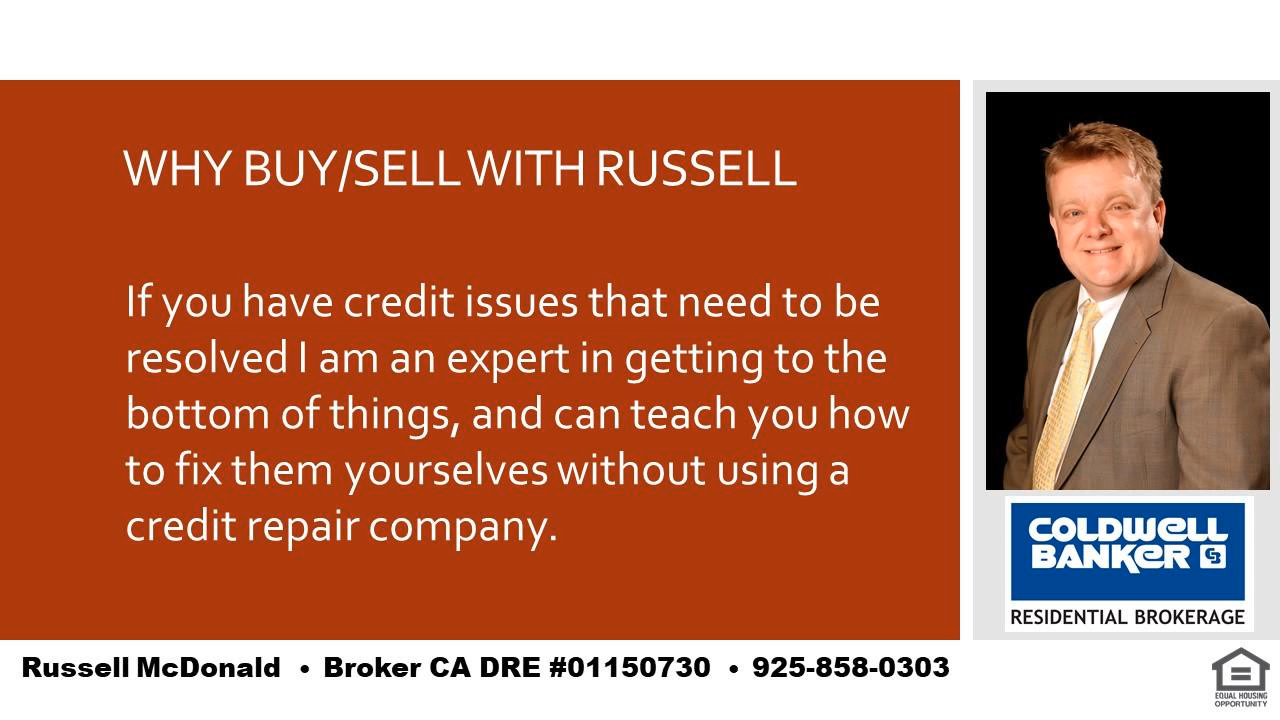 WHY BUY/SELL WITH RUSSELL
If you have credit issues that need to be
resolved I am an expert in getting to the
bottom of things, and can teach you how
to fix them yourselves without using a
credit repair company.
COLDWELL
BANKER CB
RESIDENTIAL BROKERAGE
Russell McDonald • Broker CA DRE #01150730 • 925-858-0303
EQUAL HOUSING
OPPORTUNITY